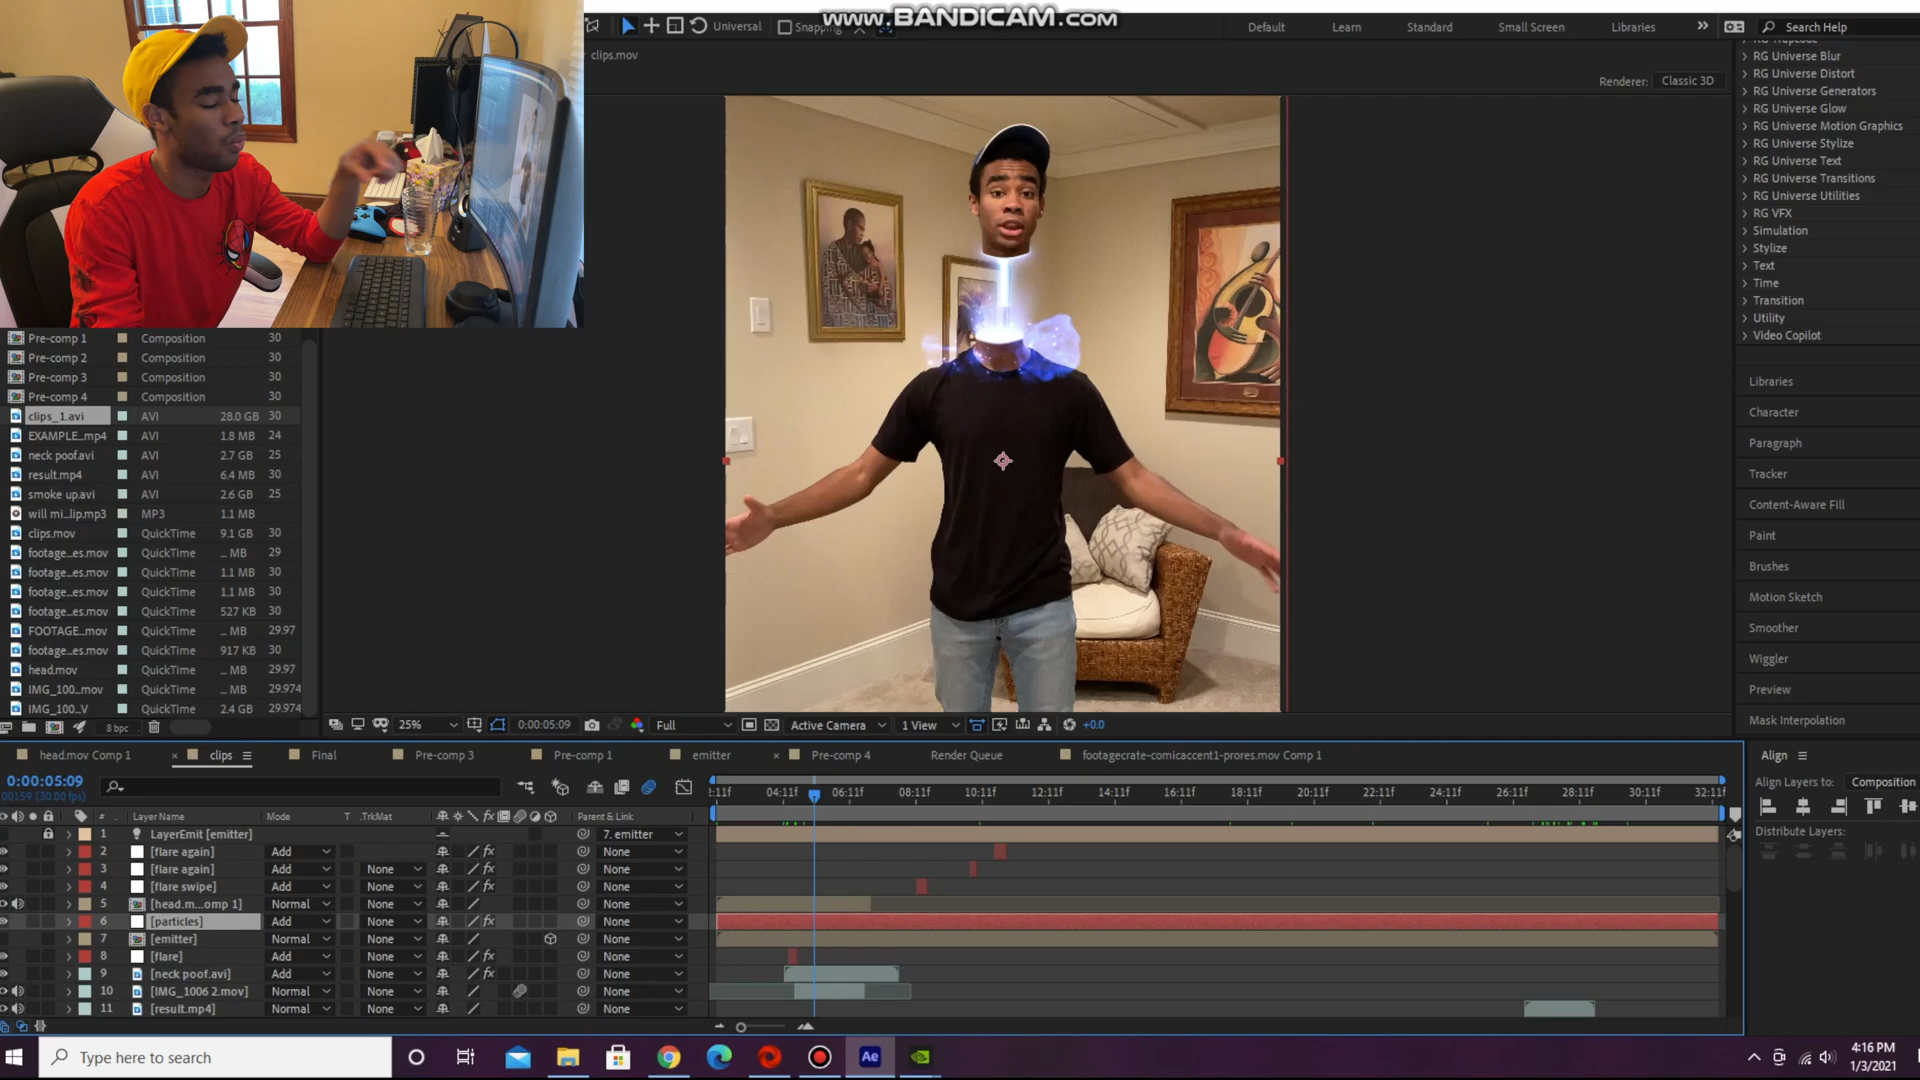 www.BANDICAM.com
Universal
Snapping
Default
Learn
Standard
Small Screen
Libraries
Search Help
clips.mov
Renderer: Classic 3D
RG Universe Blur
RG Universe Distort
RG Universe Generators
RG Universe Glow
RG Universe Motion Graphics
RG Universe Stylize
RG Universe Text
RG Universe Transitions
RG Universe Utilities
RG VFX
Simulation
Stylize
Text
Time
Transition
Utility
Video Copilot
Libraries
Character
Paragraph
Tracker
Content-Aware Fill
Paint
Brushes
Motion Sketch
Smoother
Wiggler
Preview
Mask Interpolation
Pre-comp 1 Composition 30
Pre-comp 2 Composition 30
Pre-comp 3 Composition 30
Pre-comp 4 Composition 30
clips_1.avi AVI 28.0 GB 30
EXAMPLE_mp4 AVI 1.8 MB 24
neck poof.avi AVI 2.7 GB 25
result.mp4 AVI 6.4 MB 30
smoke up.avi AVI 2.6 GB 25
will mi...lip.mp3 MP3 1.1 MB
clips.mov QuickTime 9.1 GB 30
footage...es.mov QuickTime ... MB 29
footage...es.mov QuickTime 1.1 MB 30
footage...es.mov QuickTime 1.1 MB 30
footage...es.mov QuickTime 527 KB 30
FOOTAGE...mov QuickTime ... MB 29.97
footage...es.mov QuickTime 917 KB 30
head.mov QuickTime ... MB 29.97
IMG_100...mov QuickTime ... MB 29.974
IMG_100...V QuickTime 2.4 GB 29.974
8 bpc
25% 0:00:05:09 Full Active Camera 1 View +0.0
head.mov Comp 1 × clips Final Pre-comp 3 Pre-comp 1 emitter × Pre-comp 4 Render Queue footagecrate-comicaccent1-prores.mov Comp 1
Align
0:00:05:09
00159 (30.00 fps)
2:11f 04:11f 06:11f 08:11f 10:11f 12:11f 14:11f 16:11f 18:11f 20:11f 22:11f 24:11f 26:11f 28:11f 30:11f 32:11f
Align Layers to: Composition
Distribute Layers:
# Layer Name Mode T .TrkMat Parent & Link
1 LayerEmit [emitter] 7. emitter
2 [flare again] Add None
3 [flare again] Add None None
4 [flare swipe] Add None None
5 [head.m...omp 1] Add None None
6 [particles] Add None None
7 [emitter] Normal None None
8 [flare] Add None None
9 [neck poof.avi] Add None None
10 [IMG_1006 2.mov] Normal None None
11 [result.mp4] Normal None None
Type here to search
Ae
4:16 PM
1/3/2021